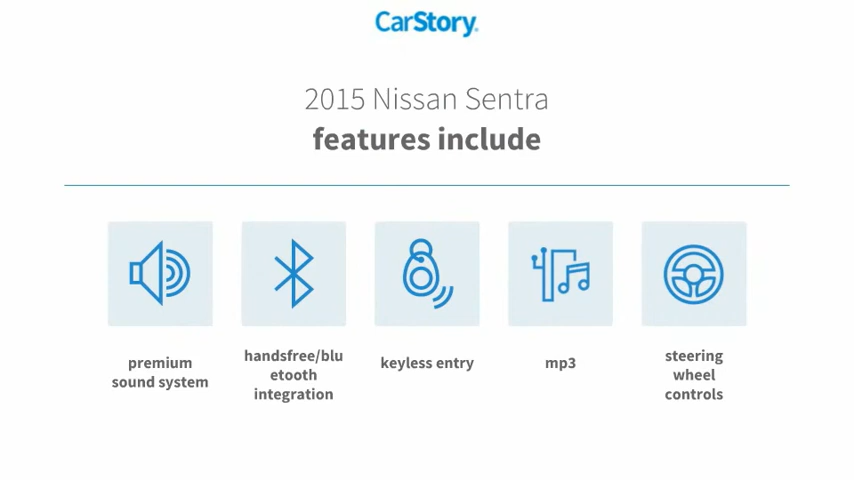 CarStory.
2015 Nissan Sentra
features include
premium
sound system
handsfree/blu
etooth
integration
keyless entry
mp3
steering
wheel
controls